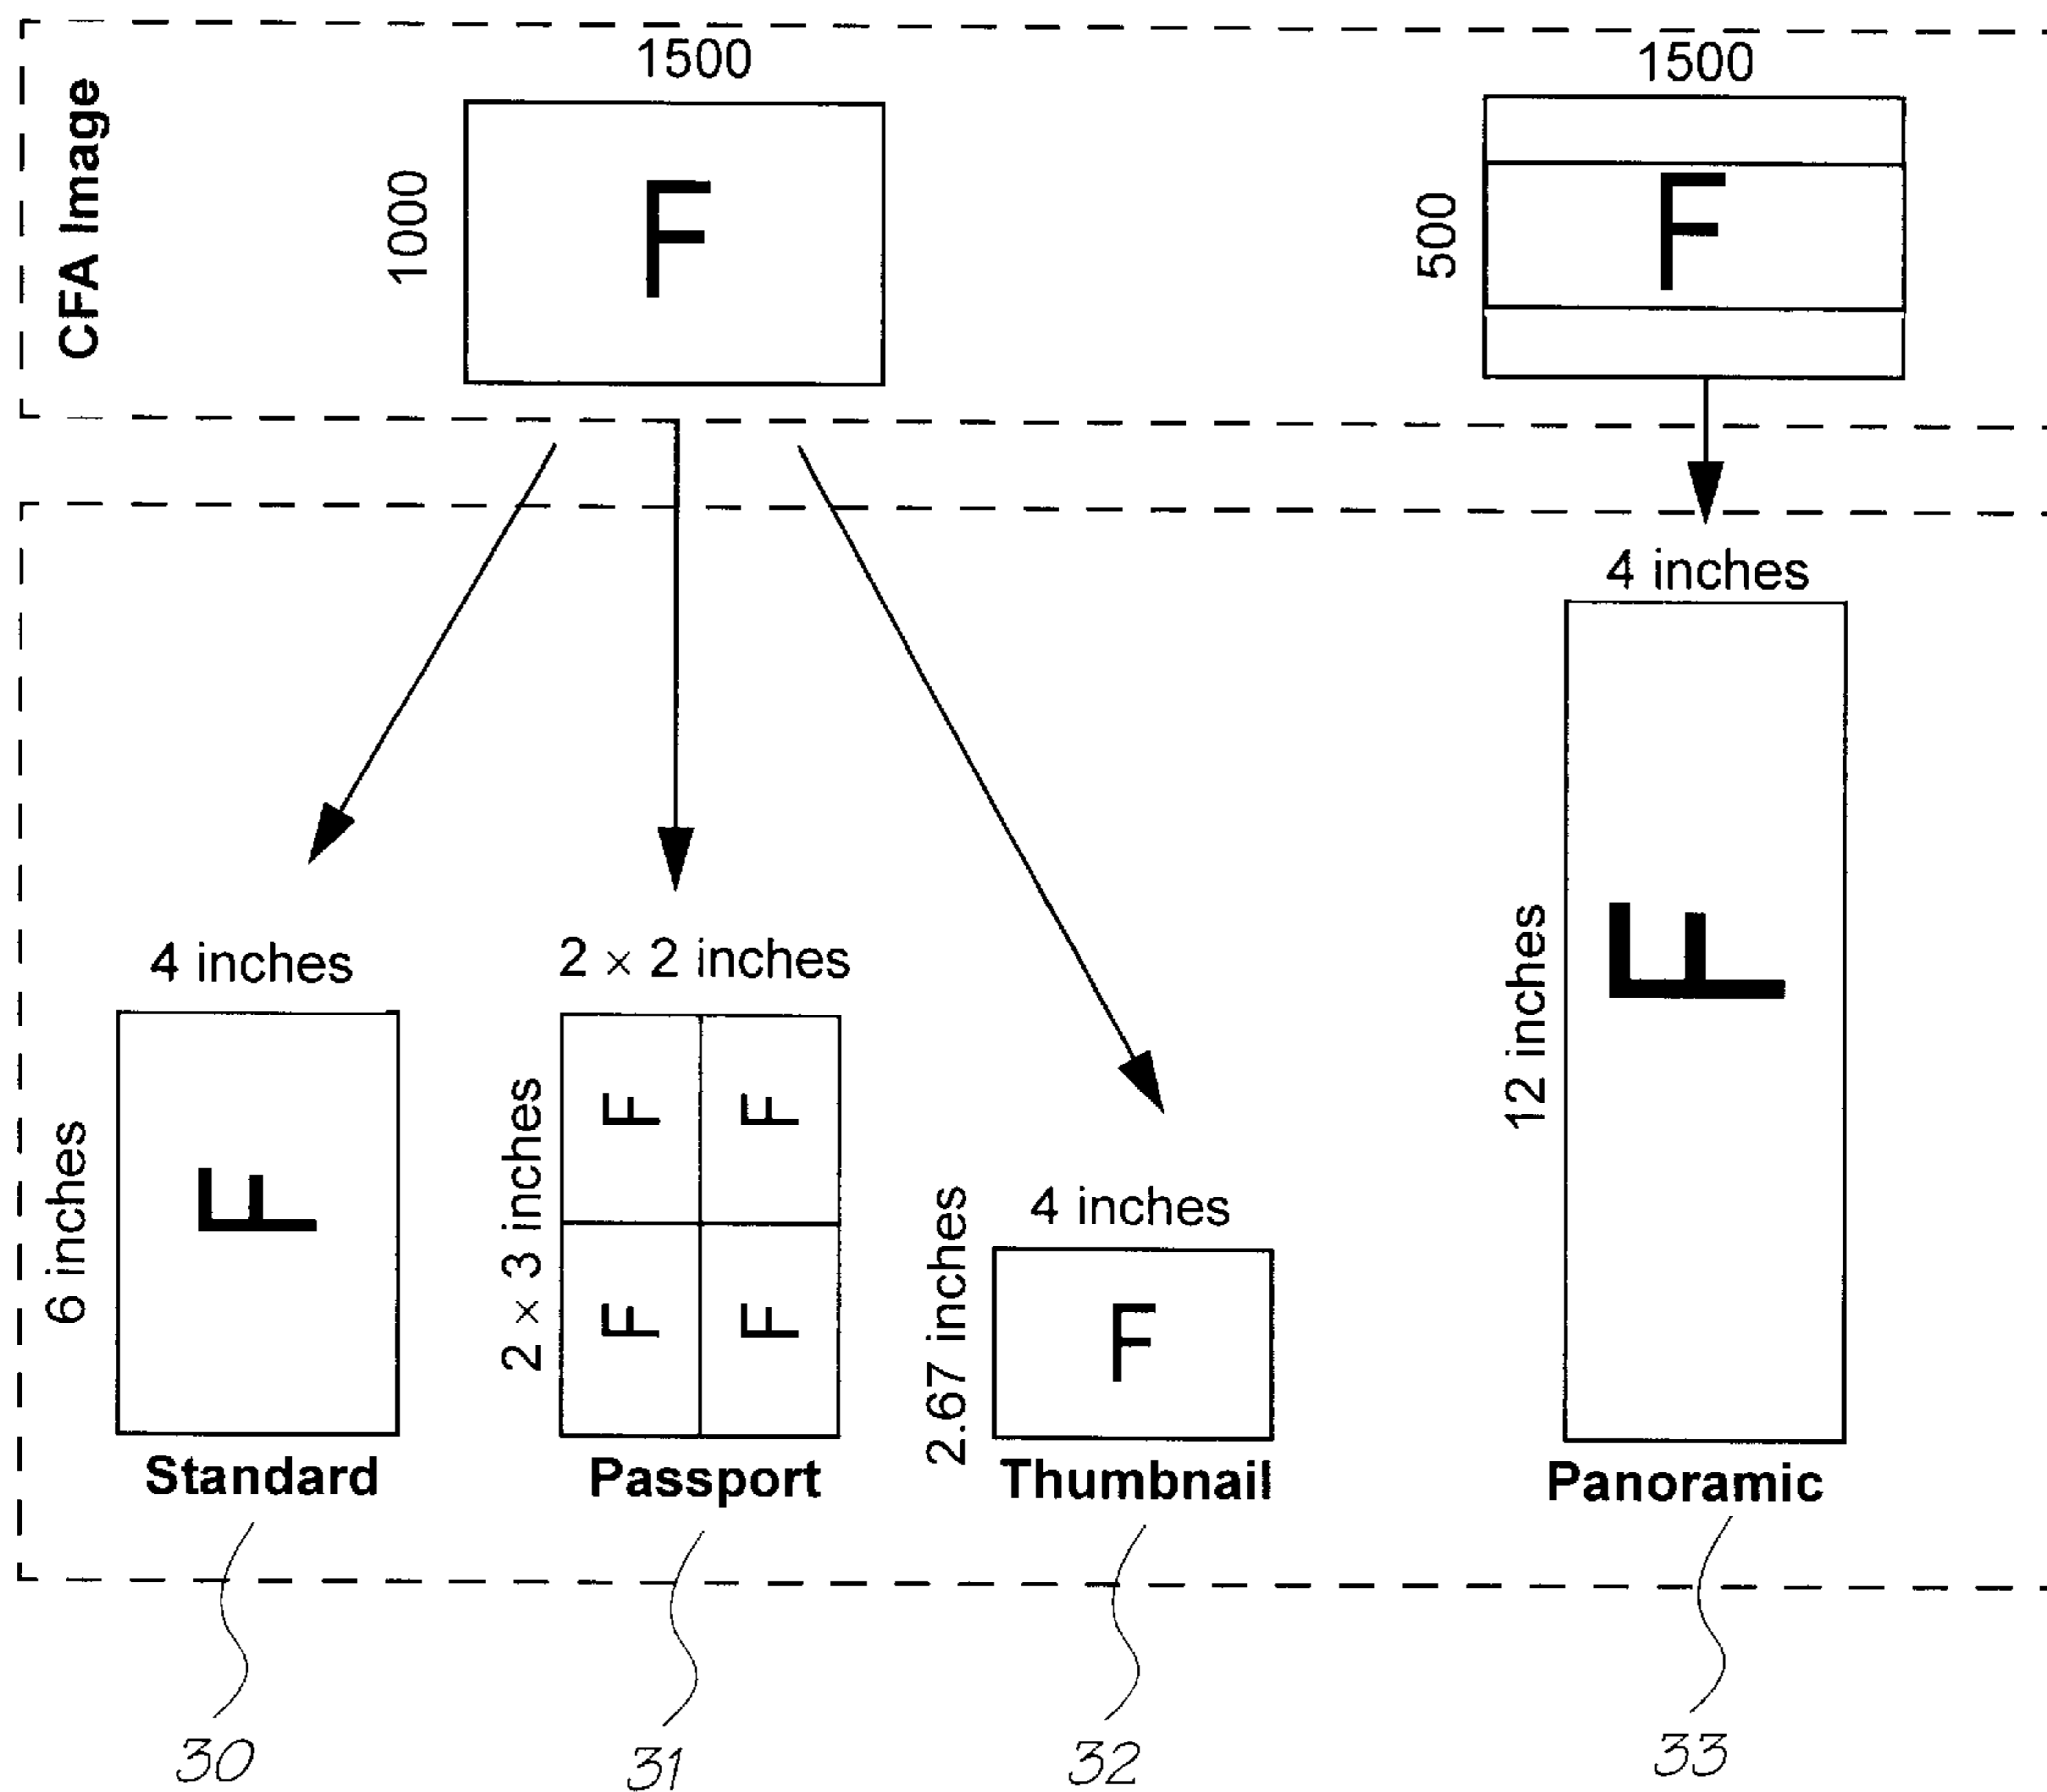 CFA Image
1500
1000
F
1500
500
F
4 inches
6 inches
F
Standard
2 × 2 inches
2 × 3 inches
F F
F F
Passport
4 inches
2.67 inches
F
Thumbnail
4 inches
12 inches
F
Panoramic
30
31
32
33